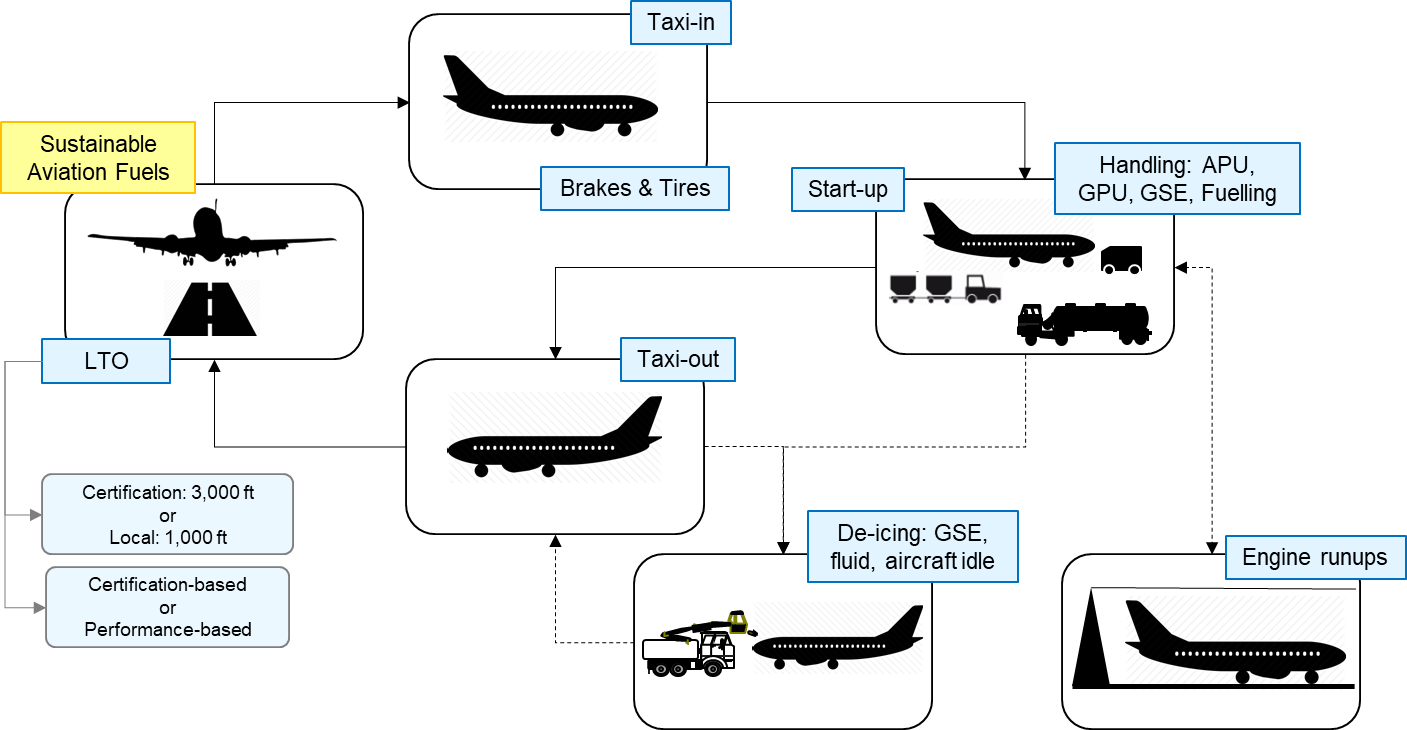 Taxi-in
Brakes & Tires
Sustainable
Aviation Fuels
LTO
Certification: 3,000 ft
or
Local: 1,000 ft
Certification-based
or
Performance-based
Start-up
Handling: APU,
GPU, GSE, Fuelling
Taxi-out
De-icing: GSE,
fluid, aircraft idle
Engine runups